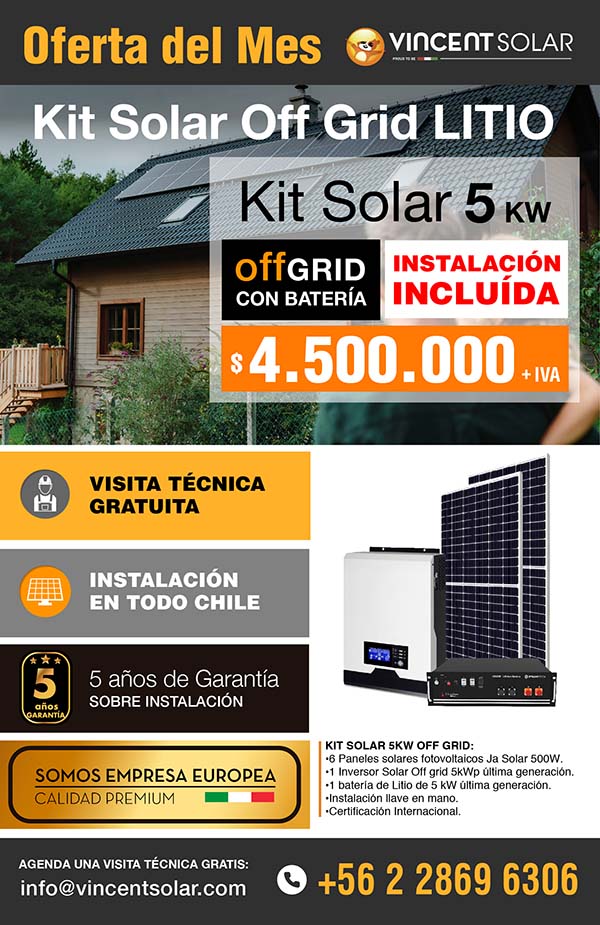 Oferta del Mes
VINCENTSOLAR
PROUD TO BE
Kit Solar Off Grid LITIO
Kit Solar 5 KW
offGRID
CON BATERÍA
INSTALACIÓN
INCLUÍDA
$ 4.500.000 + IVA
VISITA TÉCNICA
GRATUITA
INSTALACIÓN
EN TODO CHILE
5
años
GARANTÍA
5 años de Garantía
SOBRE INSTALACIÓN
SOMOS EMPRESA EUROPEA
CALIDAD PREMIUM
KIT SOLAR 5KW OFF GRID:
•6 Paneles solares fotovoltaicos Ja Solar 500W.
•1 Inversor Solar Off grid 5kWp última generación.
•1 batería de Litio de 5 kW última generación.
•Instalación llave en mano.
•Certificación Internacional.
AGENDA UNA VISITA TÉCNICA GRATIS:
info@vincentsolar.com
+56 2 2869 6306